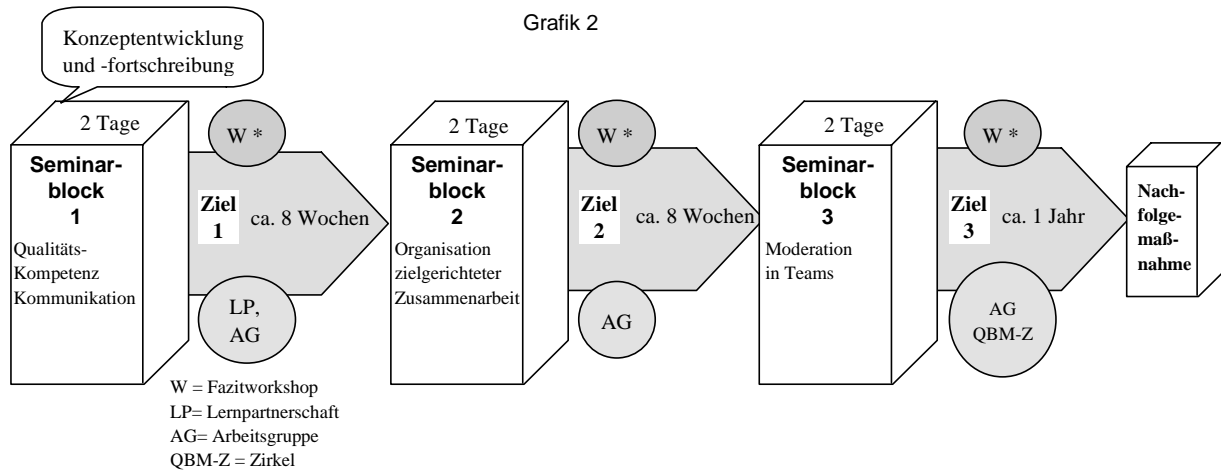 Grafik 2
Konzeptentwicklung
und -fortschreibung
2 Tage
Seminar-
block
1
Qualitäts-
Kompetenz
Kommunikation
W *
Ziel
1
ca. 8 Wochen
LP,
AG
2 Tage
Seminar-
block
2
Organisation
zielgerichteter
Zusammenarbeit
W *
Ziel
2
ca. 8 Wochen
AG
2 Tage
Seminar-
block
3
Moderation
in Teams
W *
Ziel
3
ca. 1 Jahr
AG
QBM-Z
Nach-
folge-
maß-
nahme
W = Fazitworkshop
LP= Lernpartnerschaft
AG= Arbeitsgruppe
QBM-Z = Zirkel